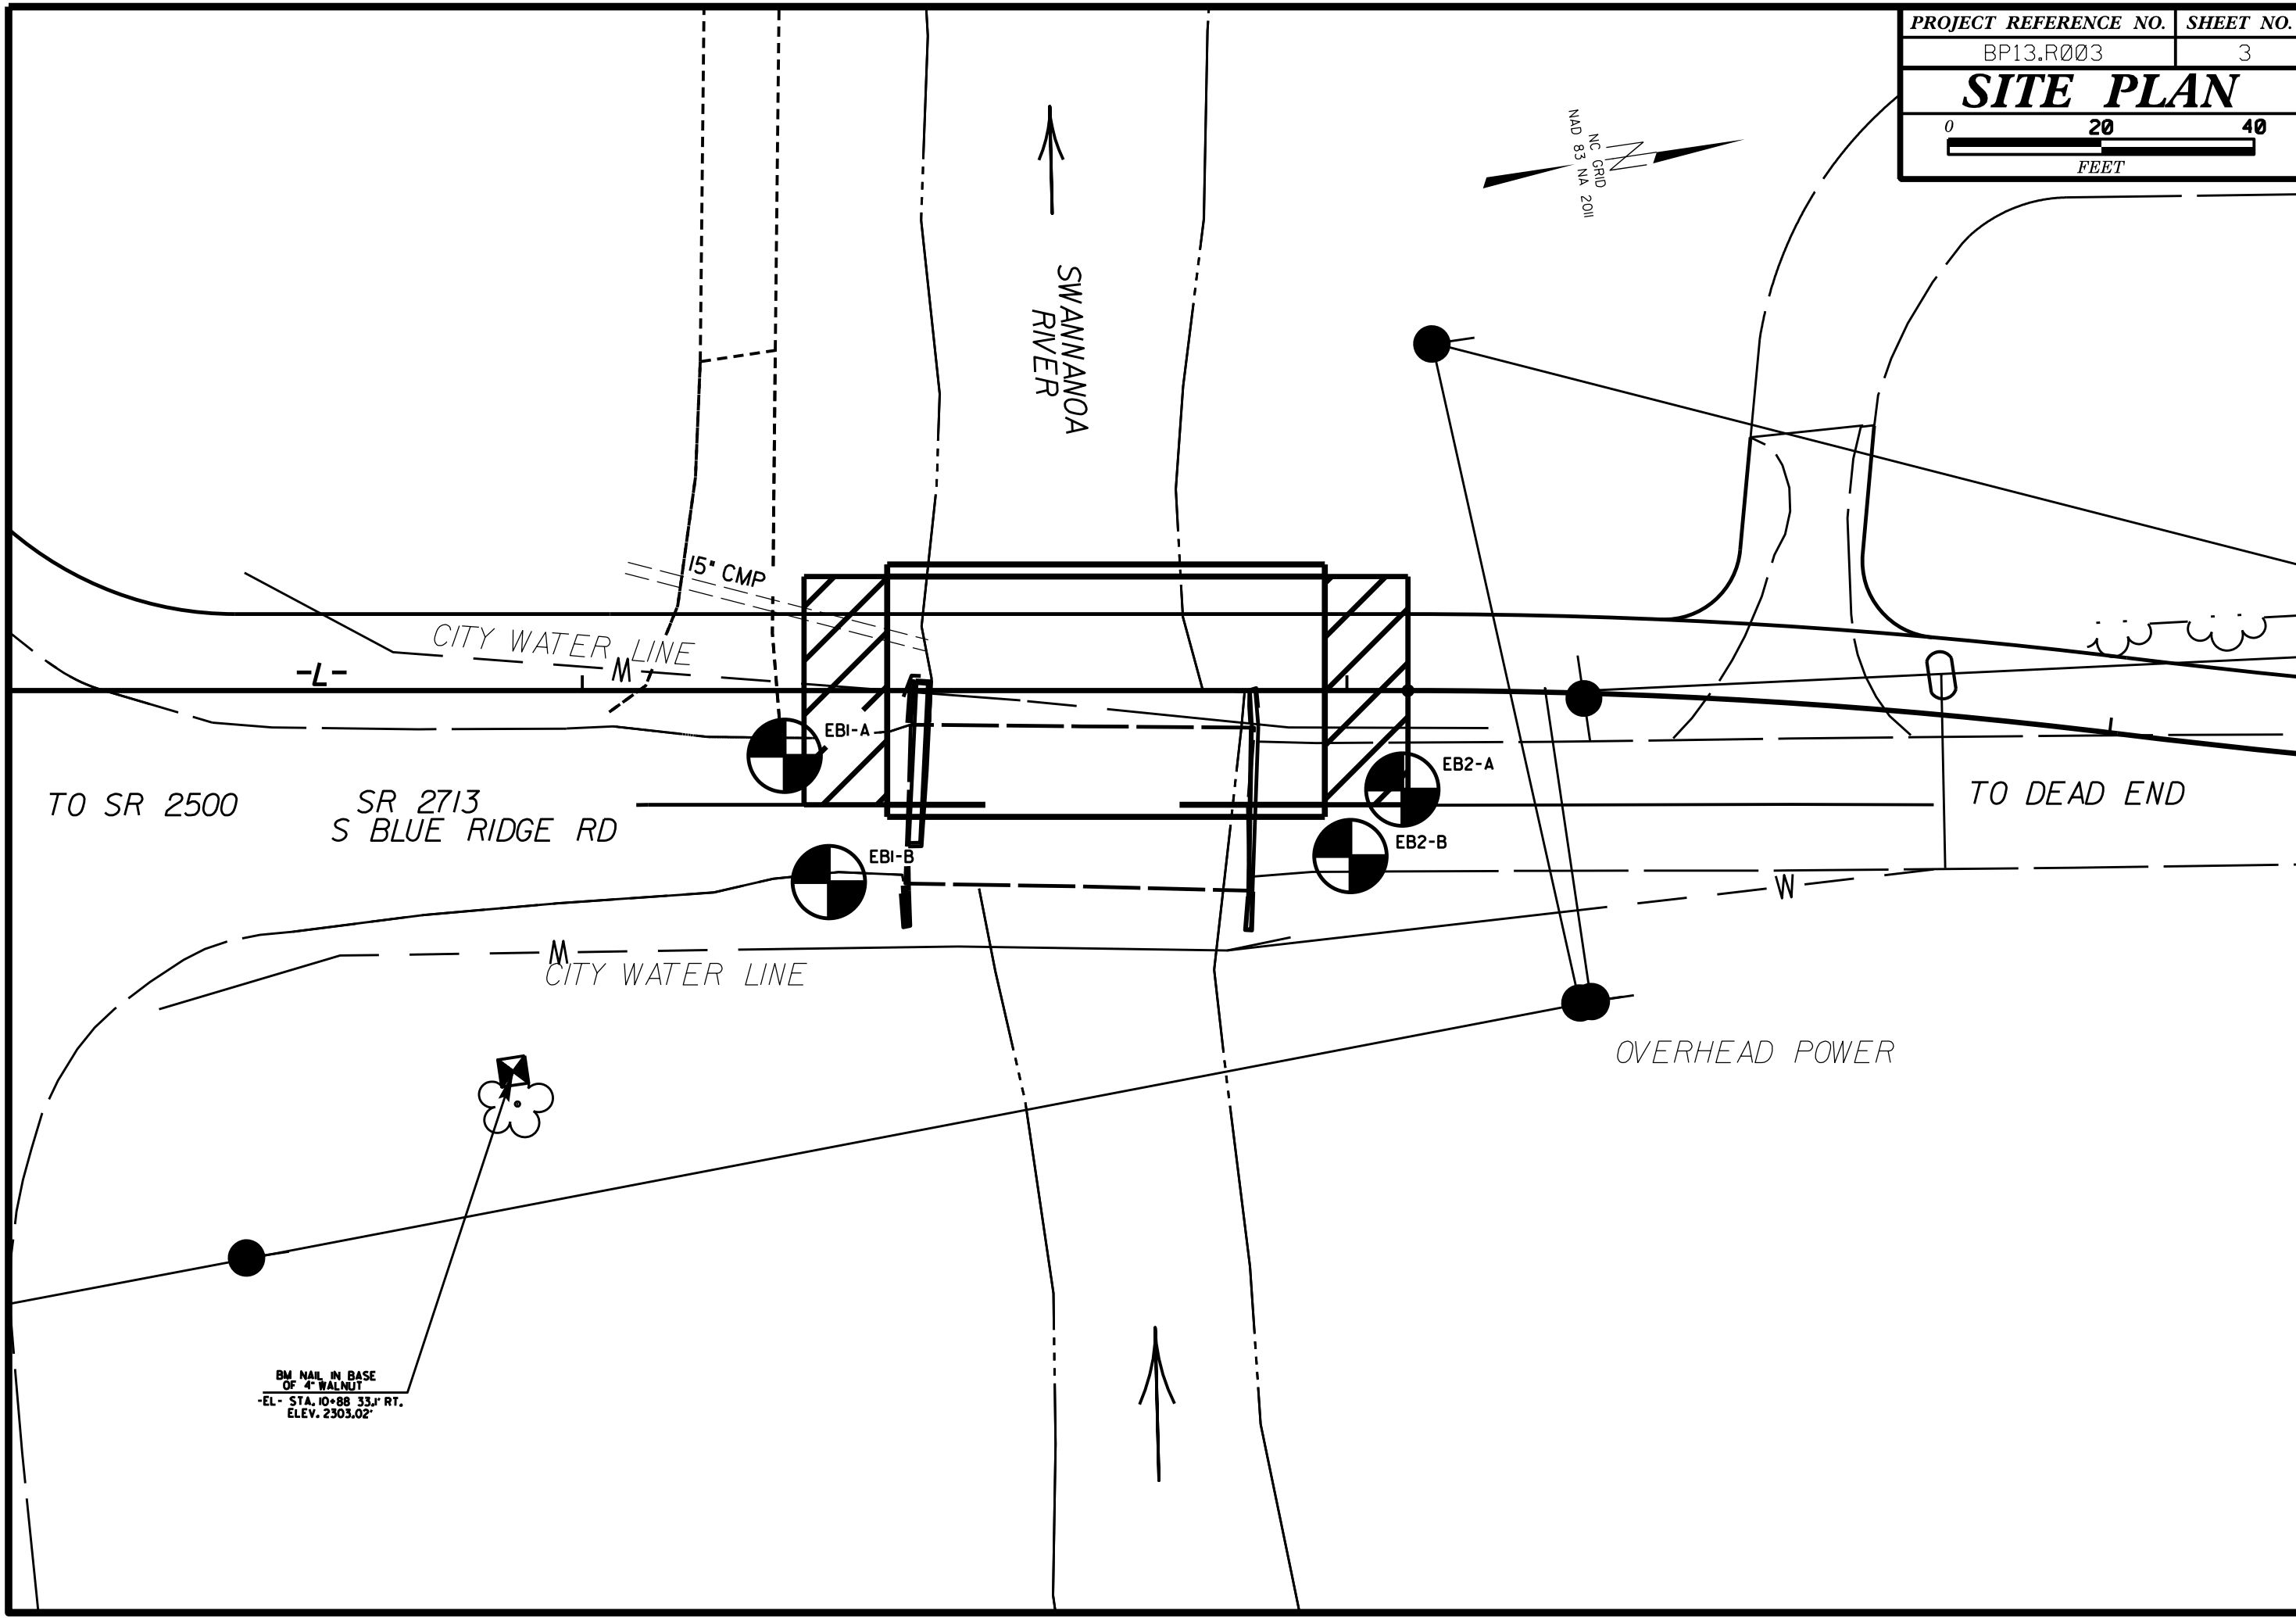 PROJECT REFERENCE NO. SHEET NO.
BP13.R003 3
SITE PLAN
0 20 40
FEET
NC GRID
NAD 83 NA 2011
SWANNANOA
RIVER
15" CMP
CITY WATER LINE
W
-L-
EB1-A
EB2-A
TO SR 2500
SR 2713
S BLUE RIDGE RD
TO DEAD END
EB2-B
EB1-B
W
W
CITY WATER LINE
OVERHEAD POWER
BM NAIL IN BASE
OF 4" WALNUT
-EL- STA. 10+88 33.1' RT.
ELEV. 2303.02'